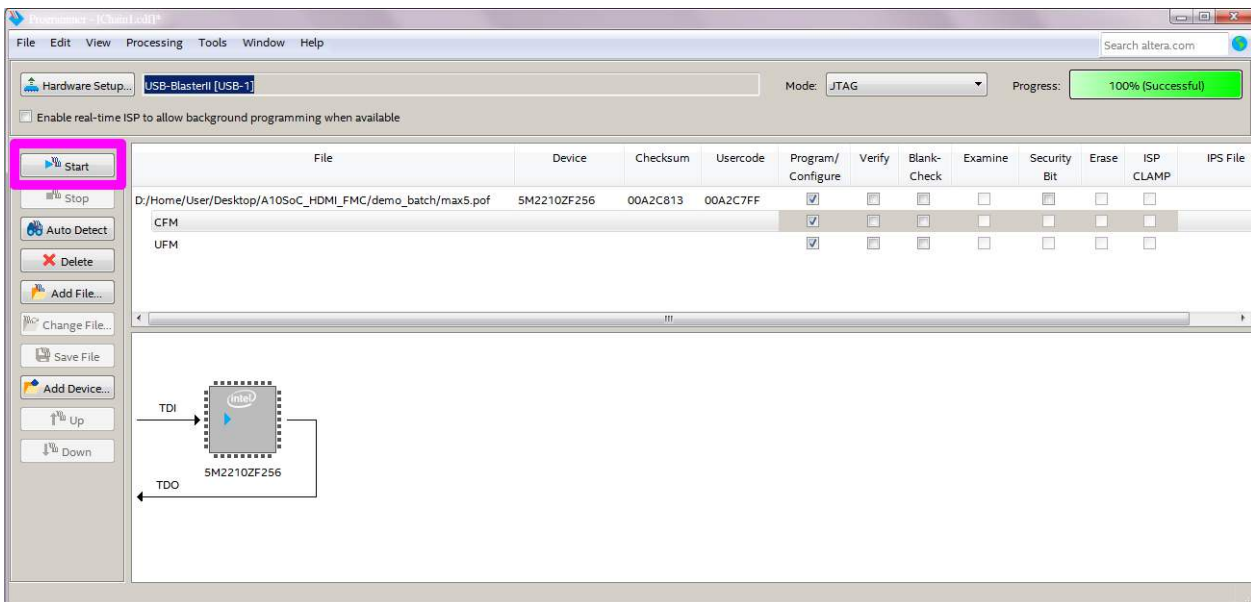 Programmer - [Chain1.cdf]*
File Edit View Processing Tools Window Help
Search altera.com
Hardware Setup... USB-BlasterII [USB-1] Mode: JTAG Progress: 100% (Successful)
Enable real-time ISP to allow background programming when available
Start
Stop
Auto Detect
Delete
Add File...
Change File...
Save File
Add Device...
Up
Down
File Device Checksum Usercode Program/ Verify Blank- Examine Security Erase ISP IPS File
Configure Check Bit CLAMP
D:/Home/User/Desktop/A10SoC_HDMI_FMC/demo_batch/max5.pof 5M2210ZF256 00A2C813 00A2C7FF
CFM
UFM
TDI
intel
5M2210ZF256
TDO